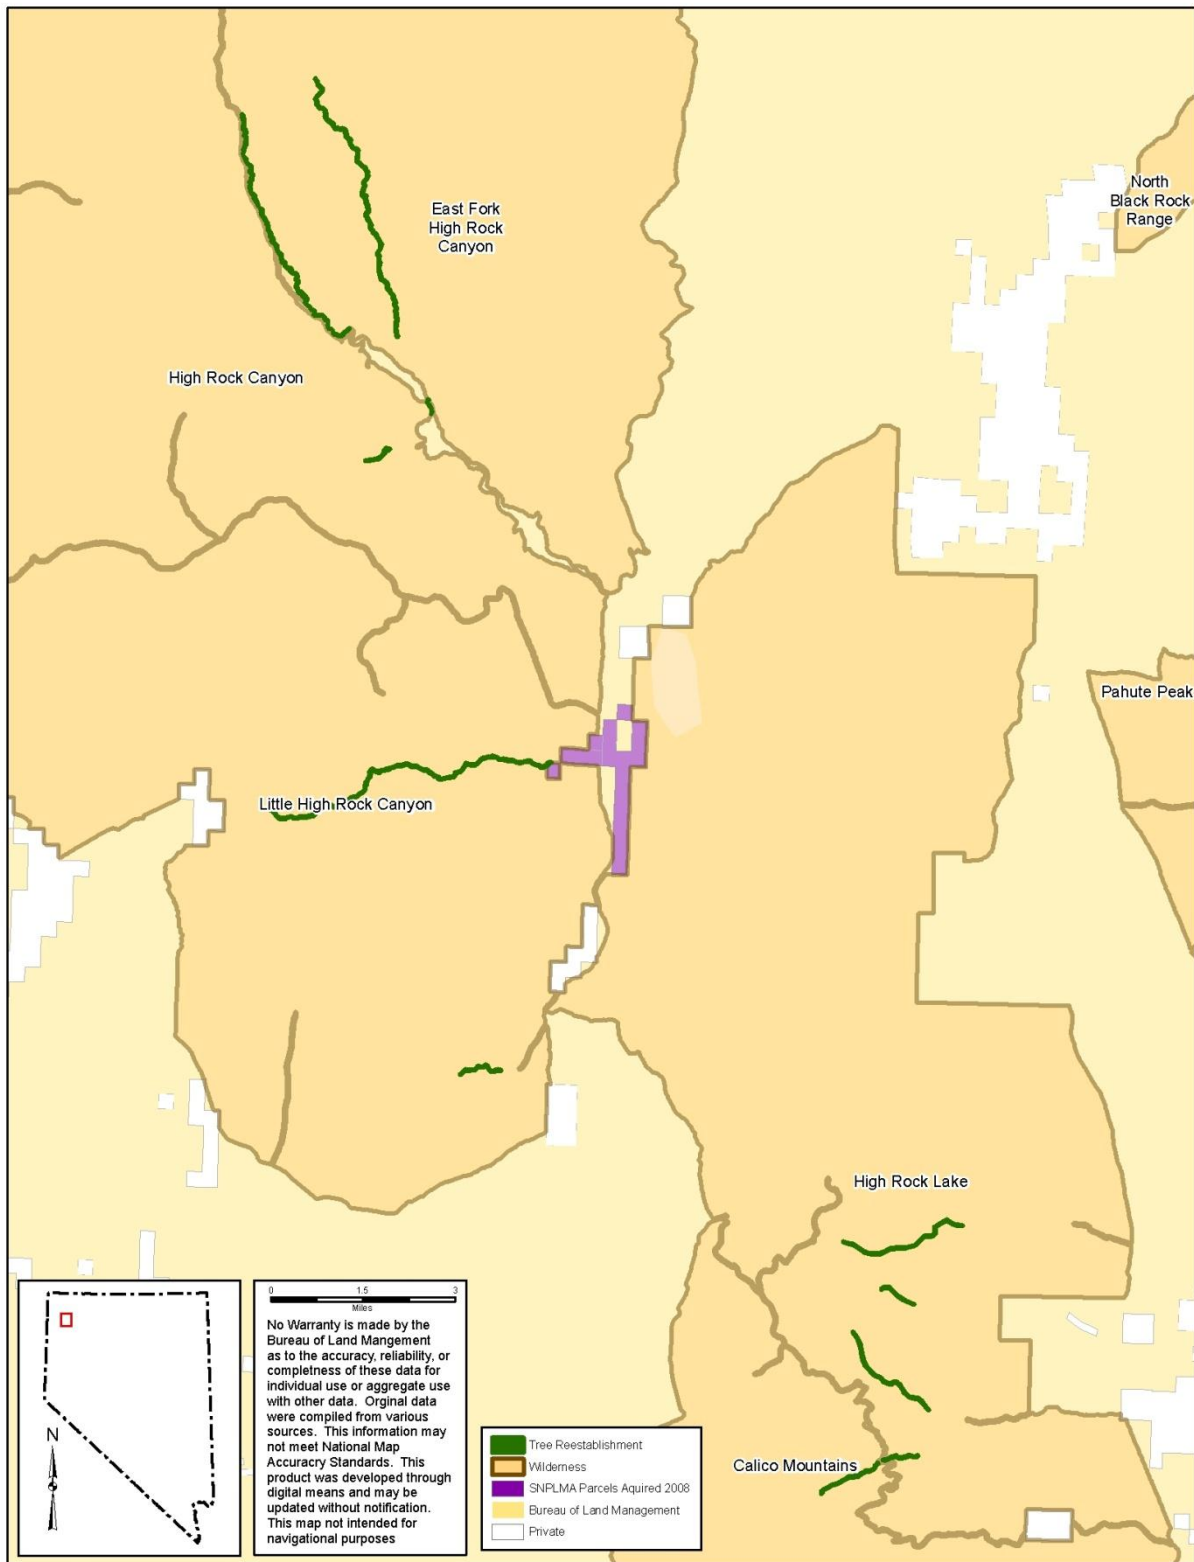 North
Black Rock
Range
East Fork
High Rock
Canyon
High Rock Canyon
Pahute Peak
Little High Rock Canyon
High Rock Lake
Calico Mountains
N
0 1.5 3
Miles
No Warranty is made by the
Bureau of Land Mangement
as to the accuracy, reliability, or
completness of these data for
individual use or aggregate use
with other data. Orginal data
were compiled from various
sources. This information may
not meet National Map
Accuracry Standards. This
product was developed through
digital means and may be
updated without notification.
This map not intended for
navigational purposes
Tree Reestablishment
Wilderness
SNPLMA Parcels Aquired 2008
Bureau of Land Management
Private